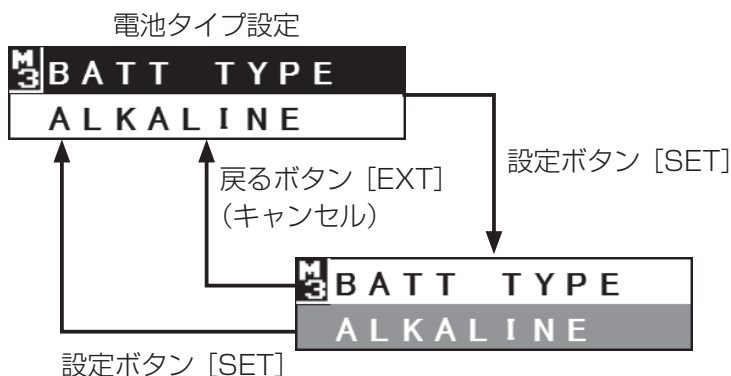 電池タイプ設定
M3 BATT TYPE
ALKALINE
設定ボタン［SET］
戻るボタン［EXT］
（キャンセル）
M3 BATT TYPE
ALKALINE
設定ボタン［SET］